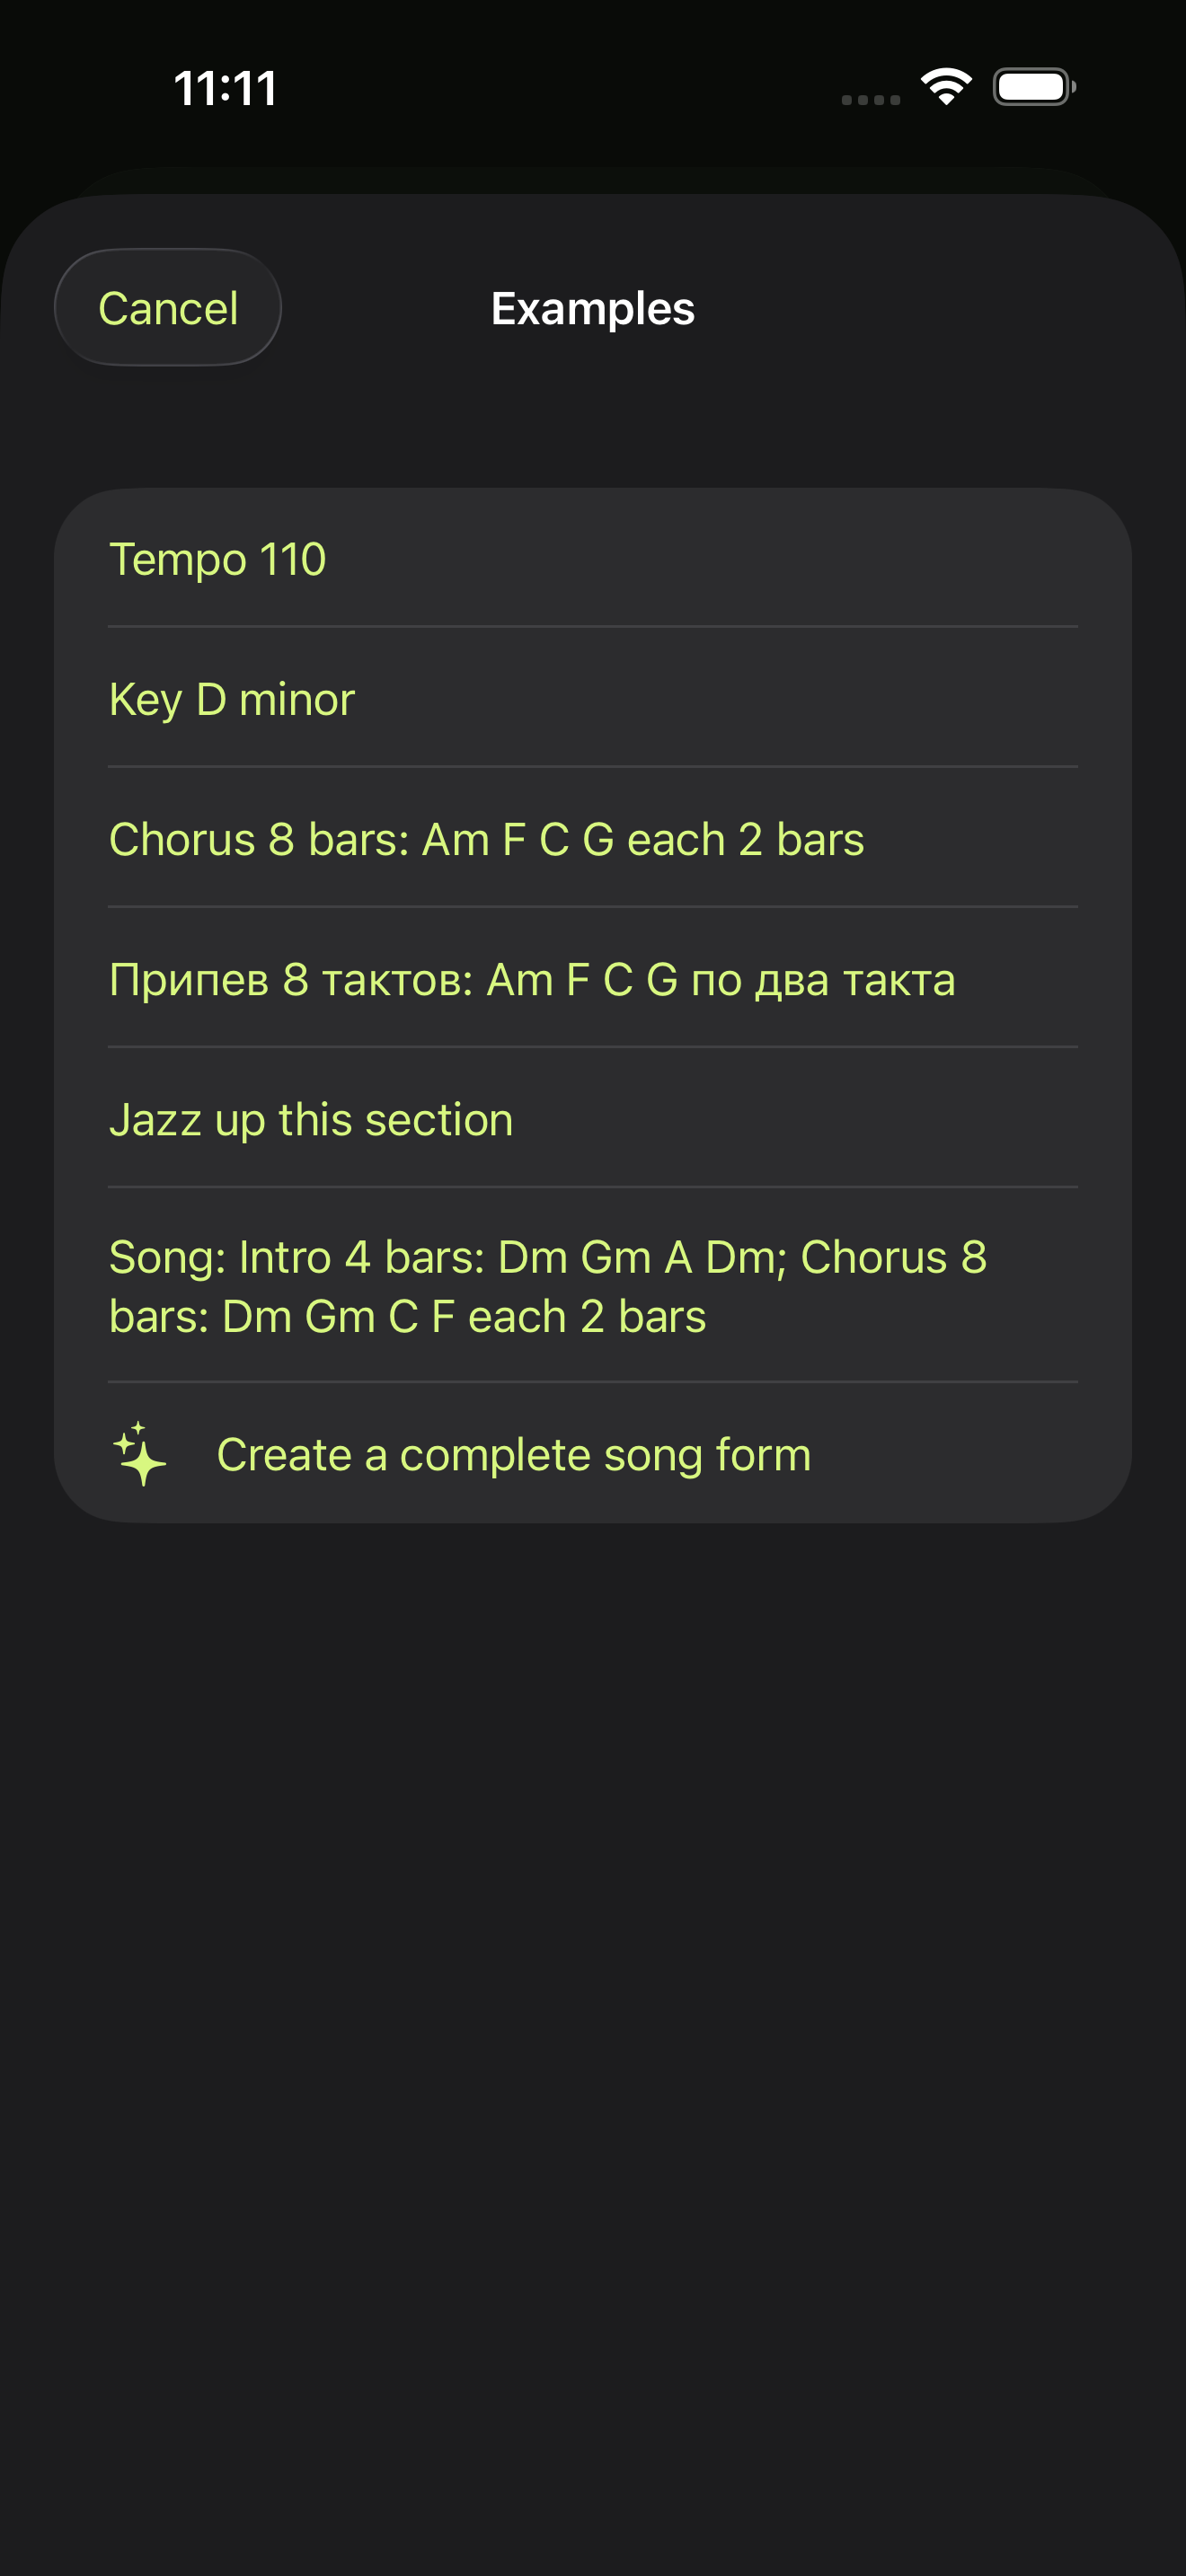 11:11
Cancel
Examples
Tempo 110
Key D minor
Chorus 8 bars: Am F C G each 2 bars
Припев 8 тактов: Am F C G по два такта
Jazz up this section
Song: Intro 4 bars: Dm Gm A Dm; Chorus 8
bars: Dm Gm C F each 2 bars
Create a complete song form